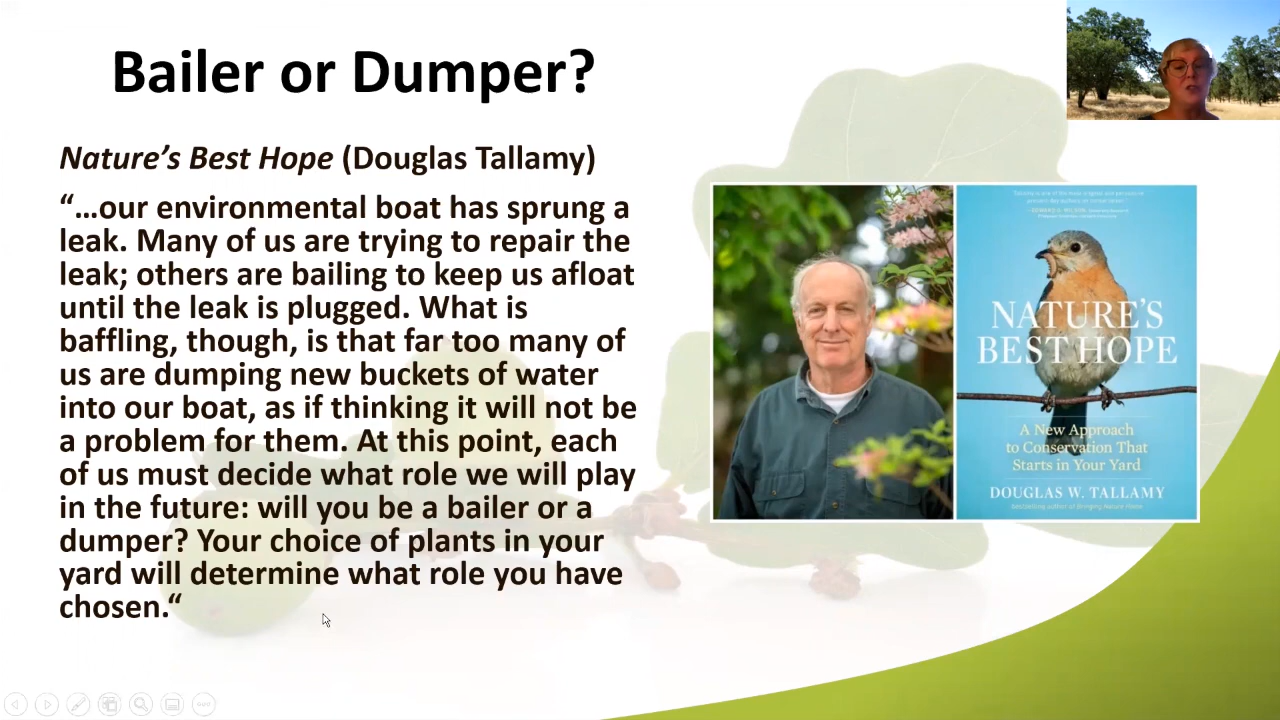 Bailer or Dumper?
Nature’s Best Hope (Douglas Tallamy)
“…our environmental boat has sprung a
leak. Many of us are trying to repair the
leak; others are bailing to keep us afloat
until the leak is plugged. What is
baffling, though, is that far too many of
us are dumping new buckets of water
into our boat, as if thinking it will not be
a problem for them. At this point, each
of us must decide what role we will play
in the future: will you be a bailer or a
dumper? Your choice of plants in your
yard will determine what role you have
chosen.“
NATURE’S
BEST HOPE
A New Approach
to Conservation That
Starts in Your Yard
DOUGLAS W. TALLAMY
Bestselling author of Bringing Nature Home